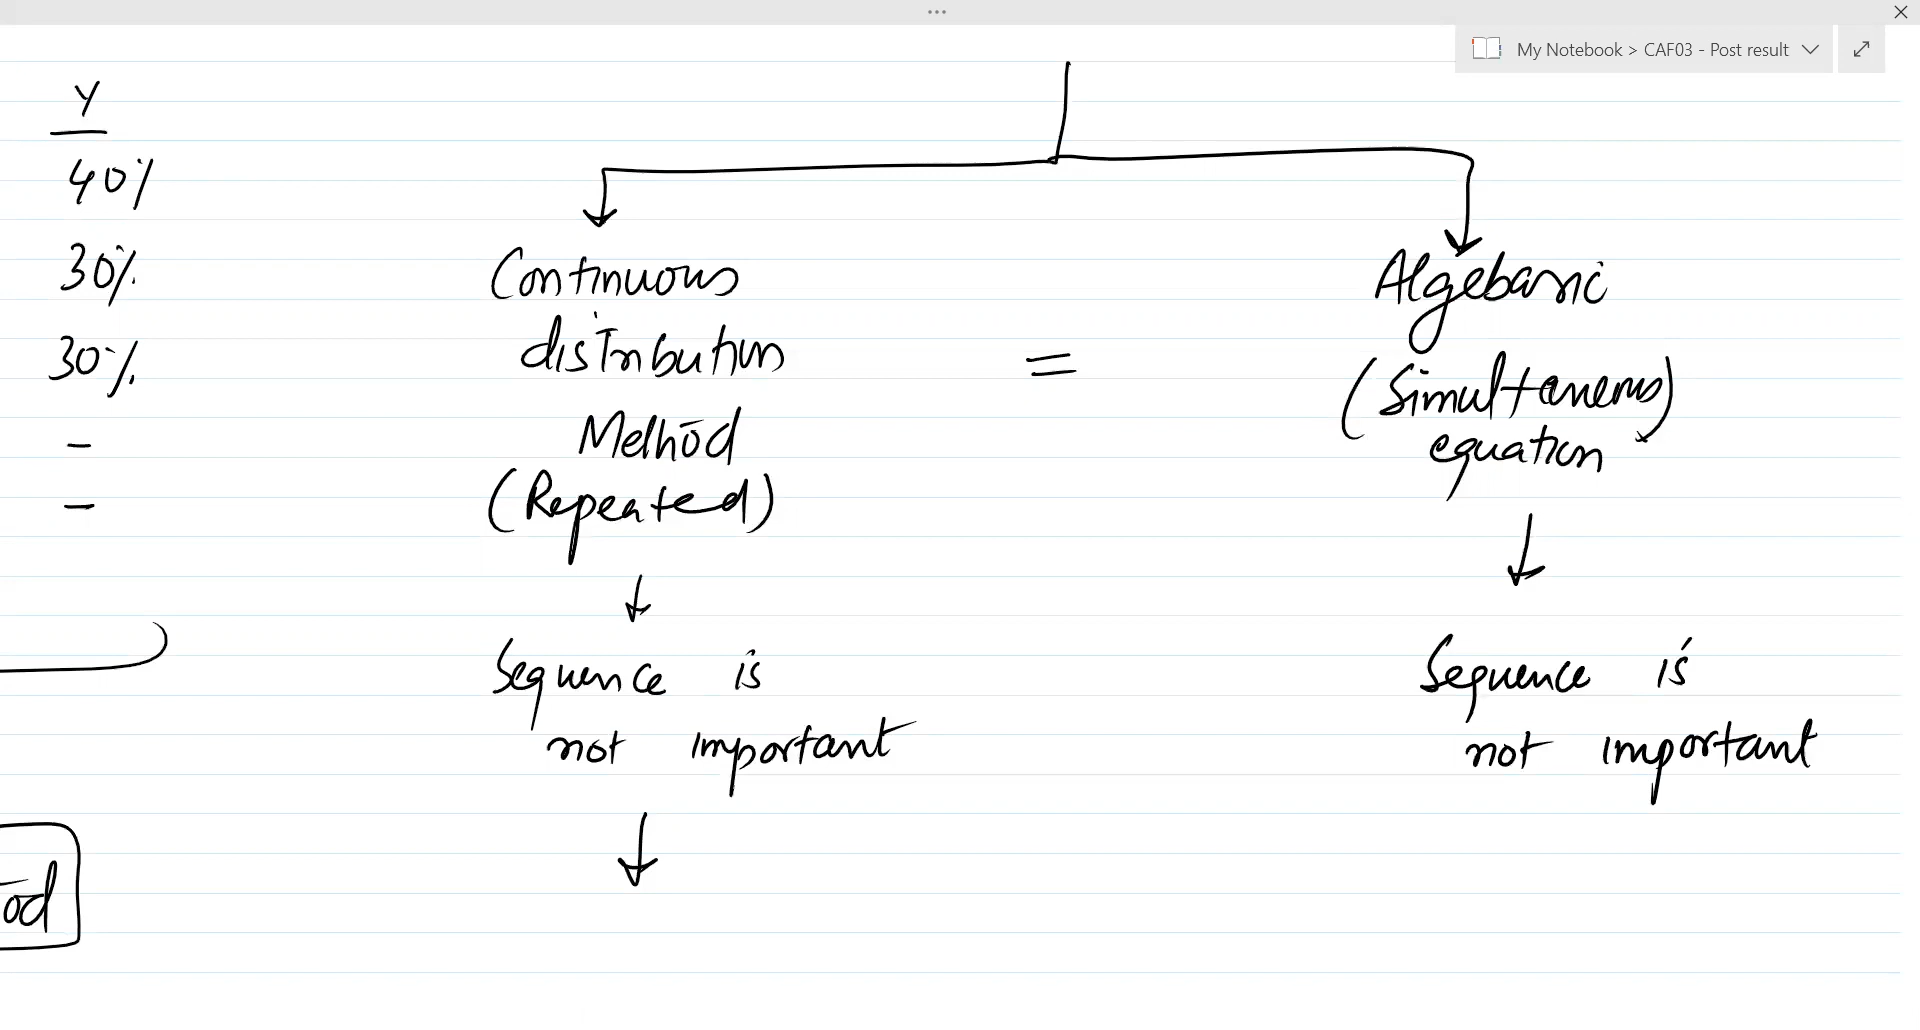 My Notebook > CAF03 - Post result
Y
40%
30%
30%
-
-
Continuous
distribution
Method
(Repeated)
=
Algebaric
(Simultaneous)
equation
Sequence is
not important
Sequence is
not important
od